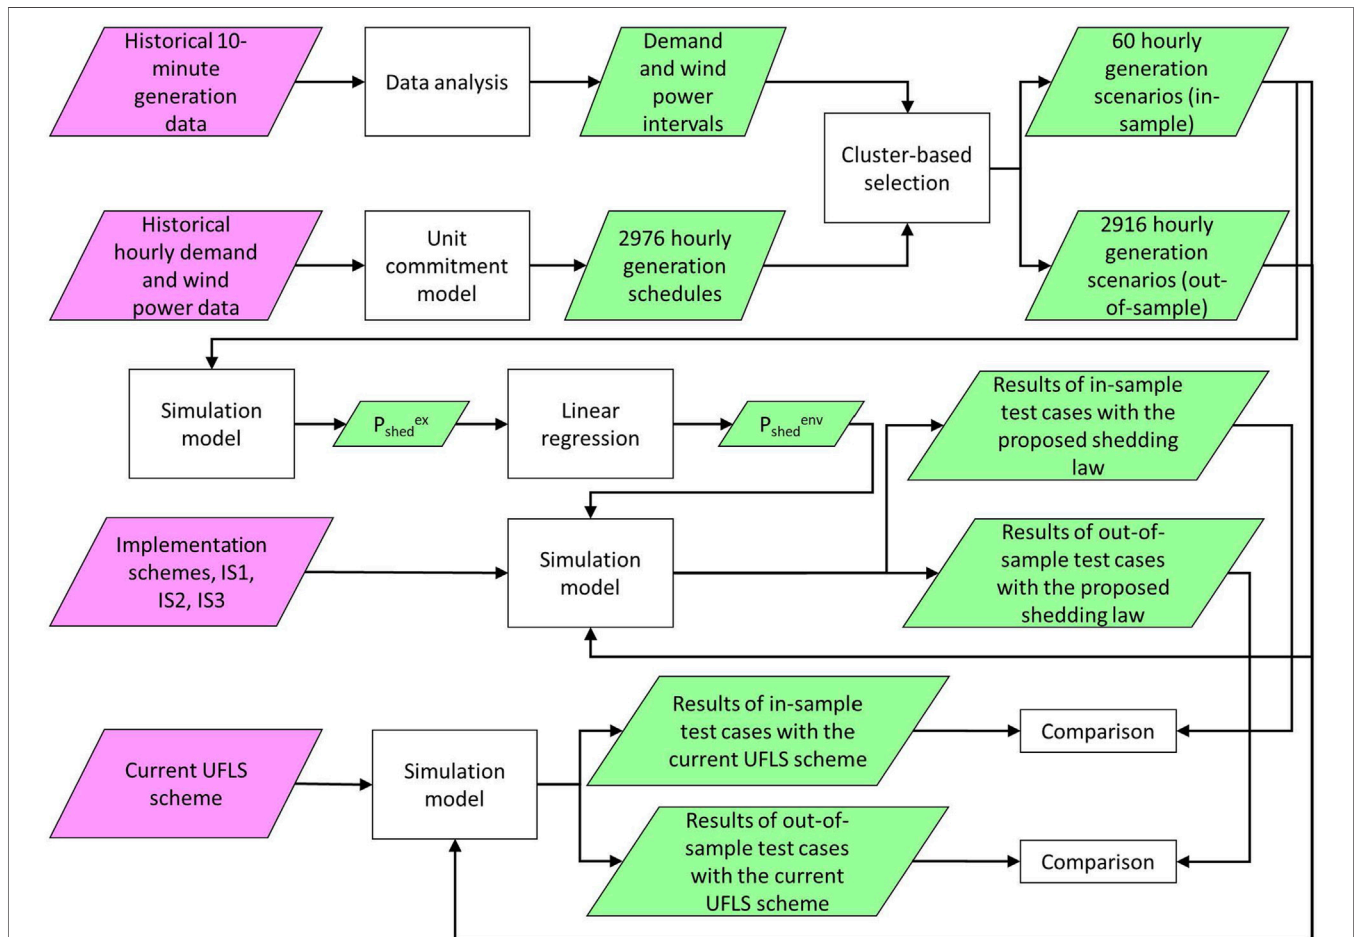 Historical 10-
minute
generation
data
Data analysis
Demand
and wind
power
intervals
60 hourly
generation
scenarios (in-
sample)
Cluster-based
selection
Historical
hourly demand
and wind
power data
Unit
commitment
model
2976 hourly
generation
schedules
2916 hourly
generation
scenarios (out-
of-sample)
Simulation
model
P_shed^ex
Linear
regression
P_shed^env
Results of in-sample
test cases with the
proposed shedding
law
Implementation
schemes, IS1,
IS2, IS3
Simulation
model
Results of out-of-
sample test cases
with the proposed
shedding law
Current UFLS
scheme
Simulation
model
Results of in-sample
test cases with the
current UFLS scheme
Comparison
Results of out-of-
sample test cases
with the current
UFLS scheme
Comparison